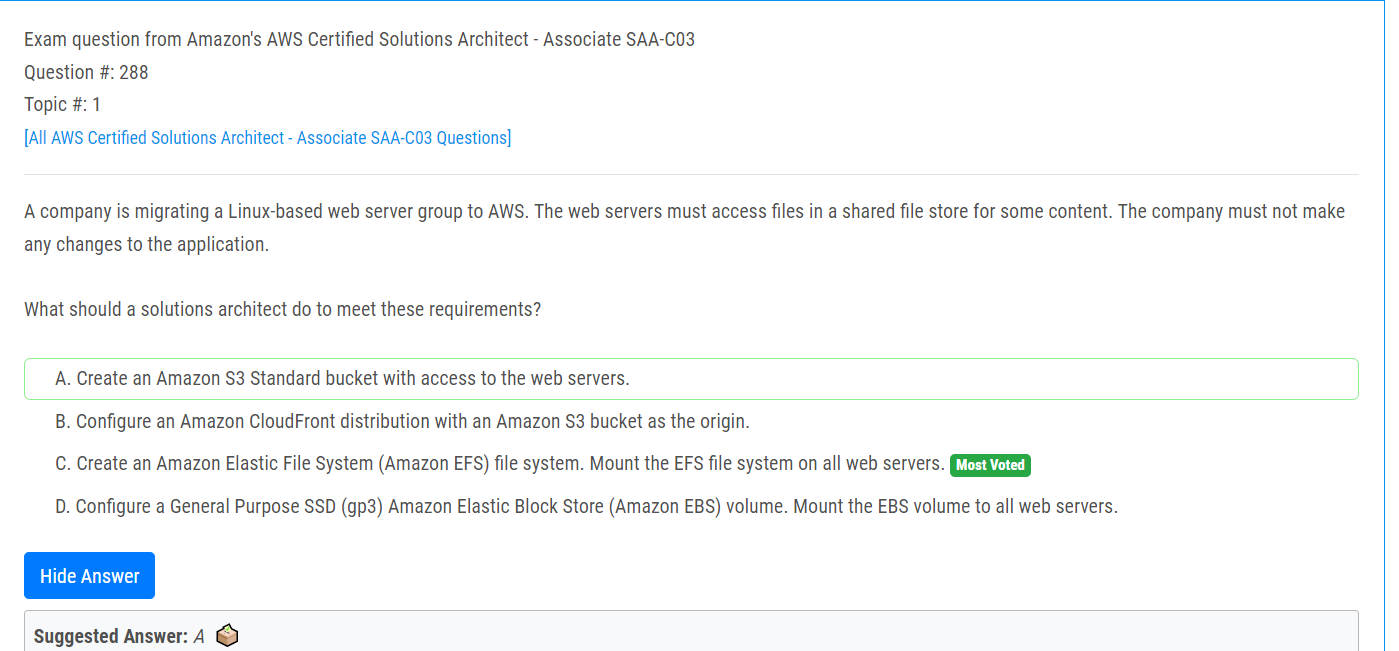 Exam question from Amazon's AWS Certified Solutions Architect - Associate SAA-C03
Question #: 288
Topic #: 1
[All AWS Certified Solutions Architect - Associate SAA-C03 Questions]
A company is migrating a Linux-based web server group to AWS. The web servers must access files in a shared file store for some content. The company must not make
any changes to the application.
What should a solutions architect do to meet these requirements?
A. Create an Amazon S3 Standard bucket with access to the web servers.
B. Configure an Amazon CloudFront distribution with an Amazon S3 bucket as the origin.
C. Create an Amazon Elastic File System (Amazon EFS) file system. Mount the EFS file system on all web servers. Most Voted
D. Configure a General Purpose SSD (gp3) Amazon Elastic Block Store (Amazon EBS) volume. Mount the EBS volume to all web servers.
Hide Answer
Suggested Answer: A